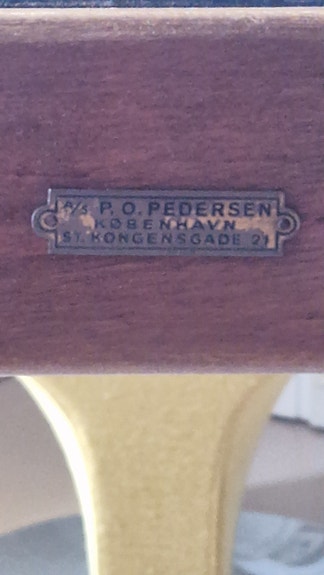 A/S P. O. PEDERSEN
KØBENHAVN
ST. KONGENSGADE 21